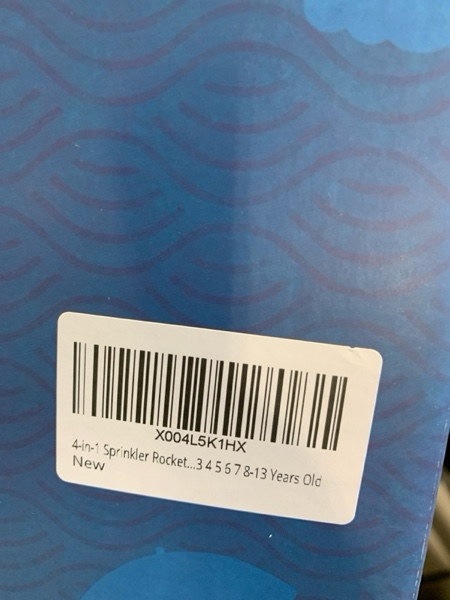 X004L5K1HX
4-in-1 Sprinkler Rocket...3 4 5 6 7 8-13 Years Old
New